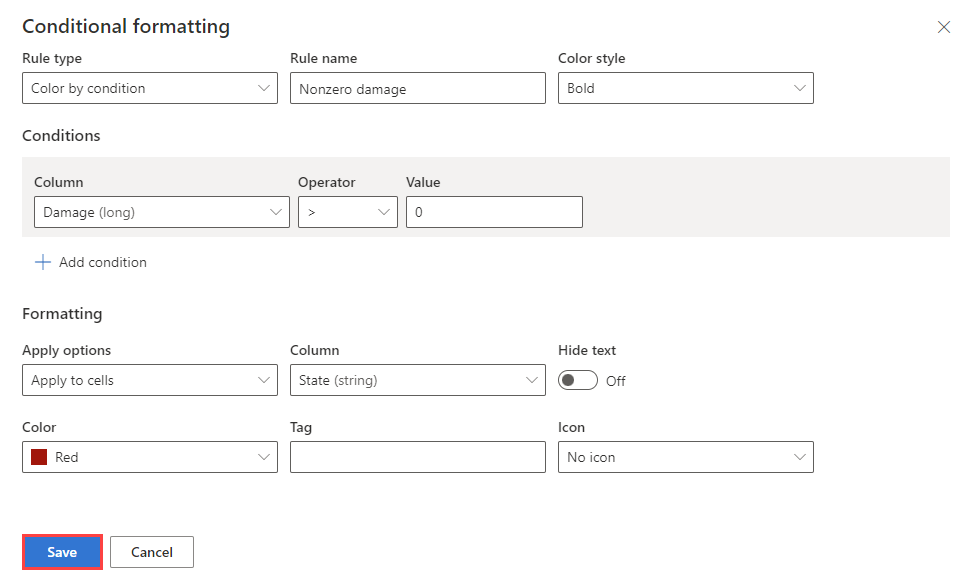 Conditional formatting
Rule type Rule name Color style
Color by condition Nonzero damage Bold
Conditions
Column Operator Value
Damage (long) > 0
Add condition
Formatting
Apply options Column Hide text
Apply to cells State (string) Off
Color Tag Icon
Red No icon
Save Cancel